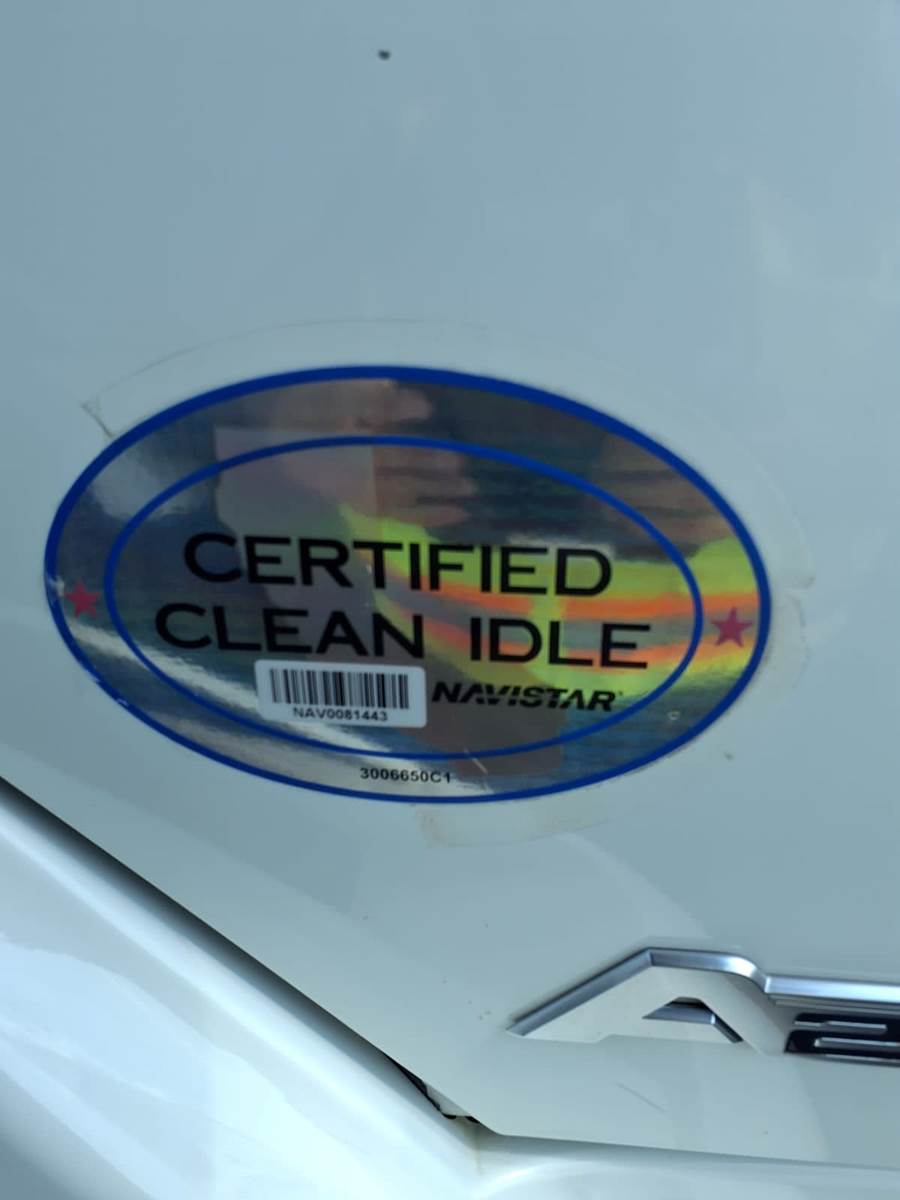 CERTIFIED
CLEAN IDLE
NAVISTAR
NAV0081443
3006650C1